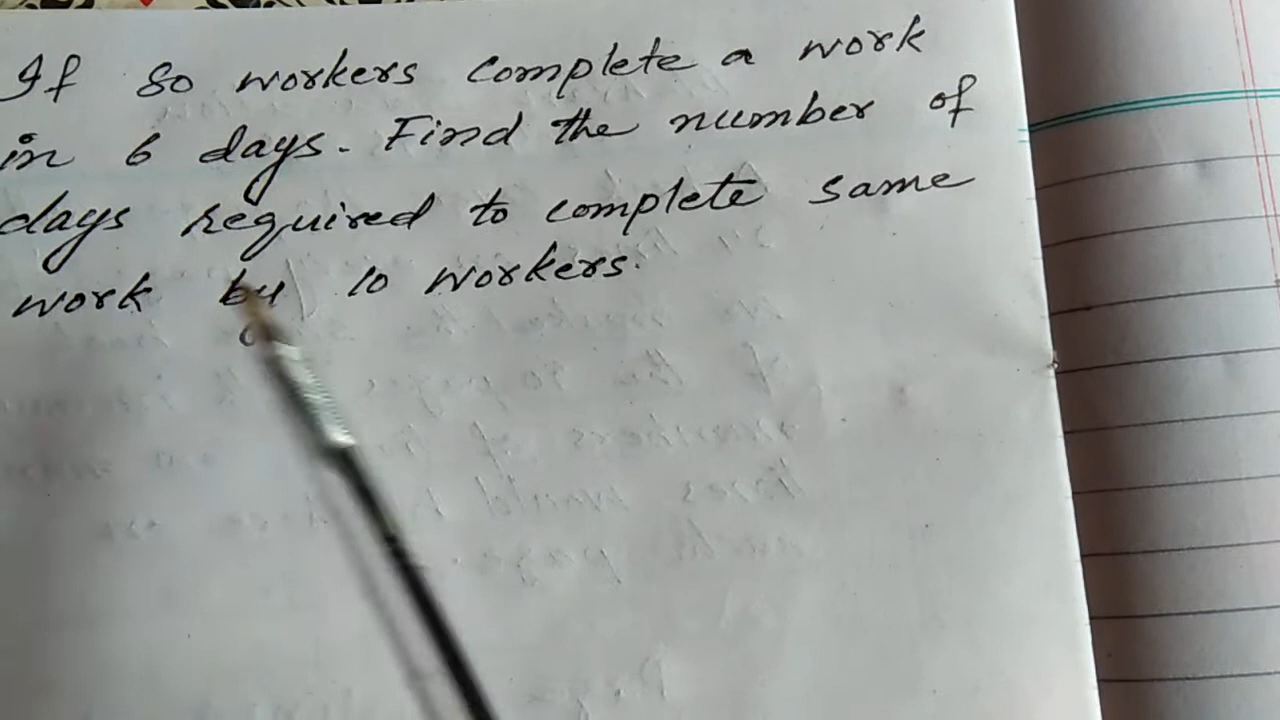 If 80 workers complete a work
in 6 days. Find the number of
days required to complete same
work by 10 workers.